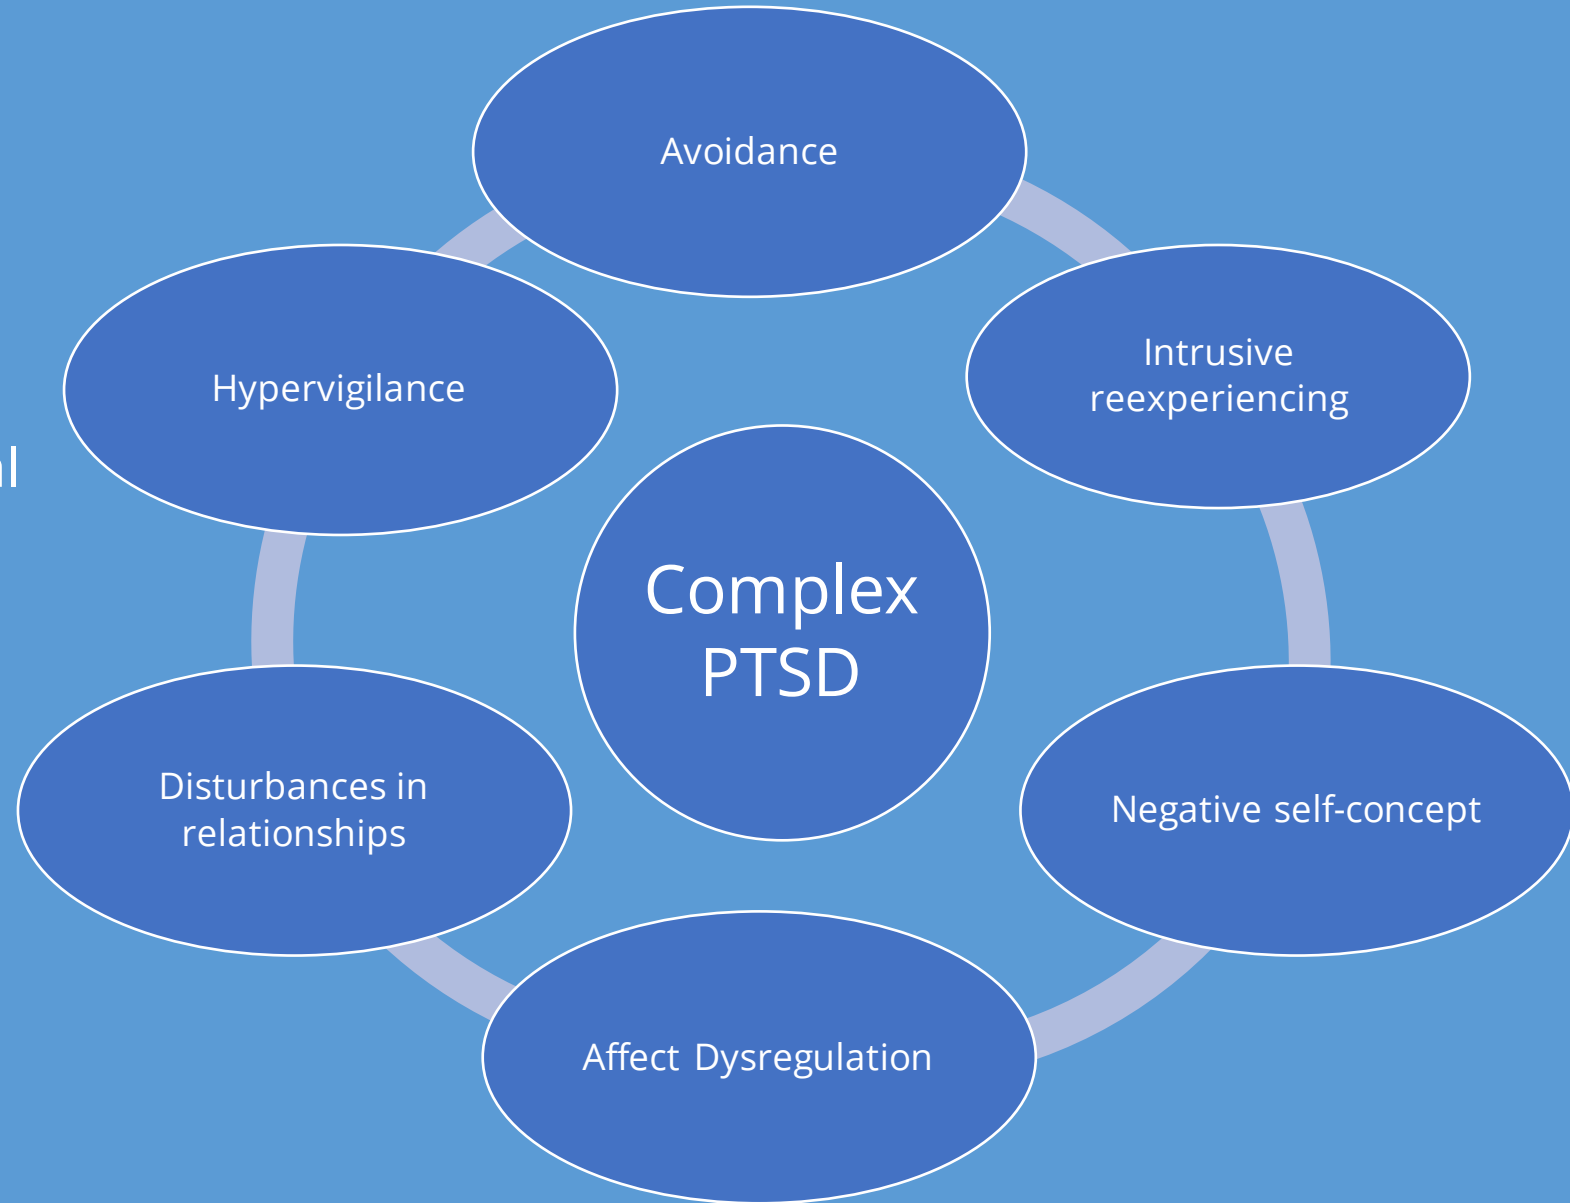 Avoidance
Intrusive
reexperiencing
Hypervigilance
Complex
PTSD
Negative self-concept
Disturbances in
relationships
Affect Dysregulation